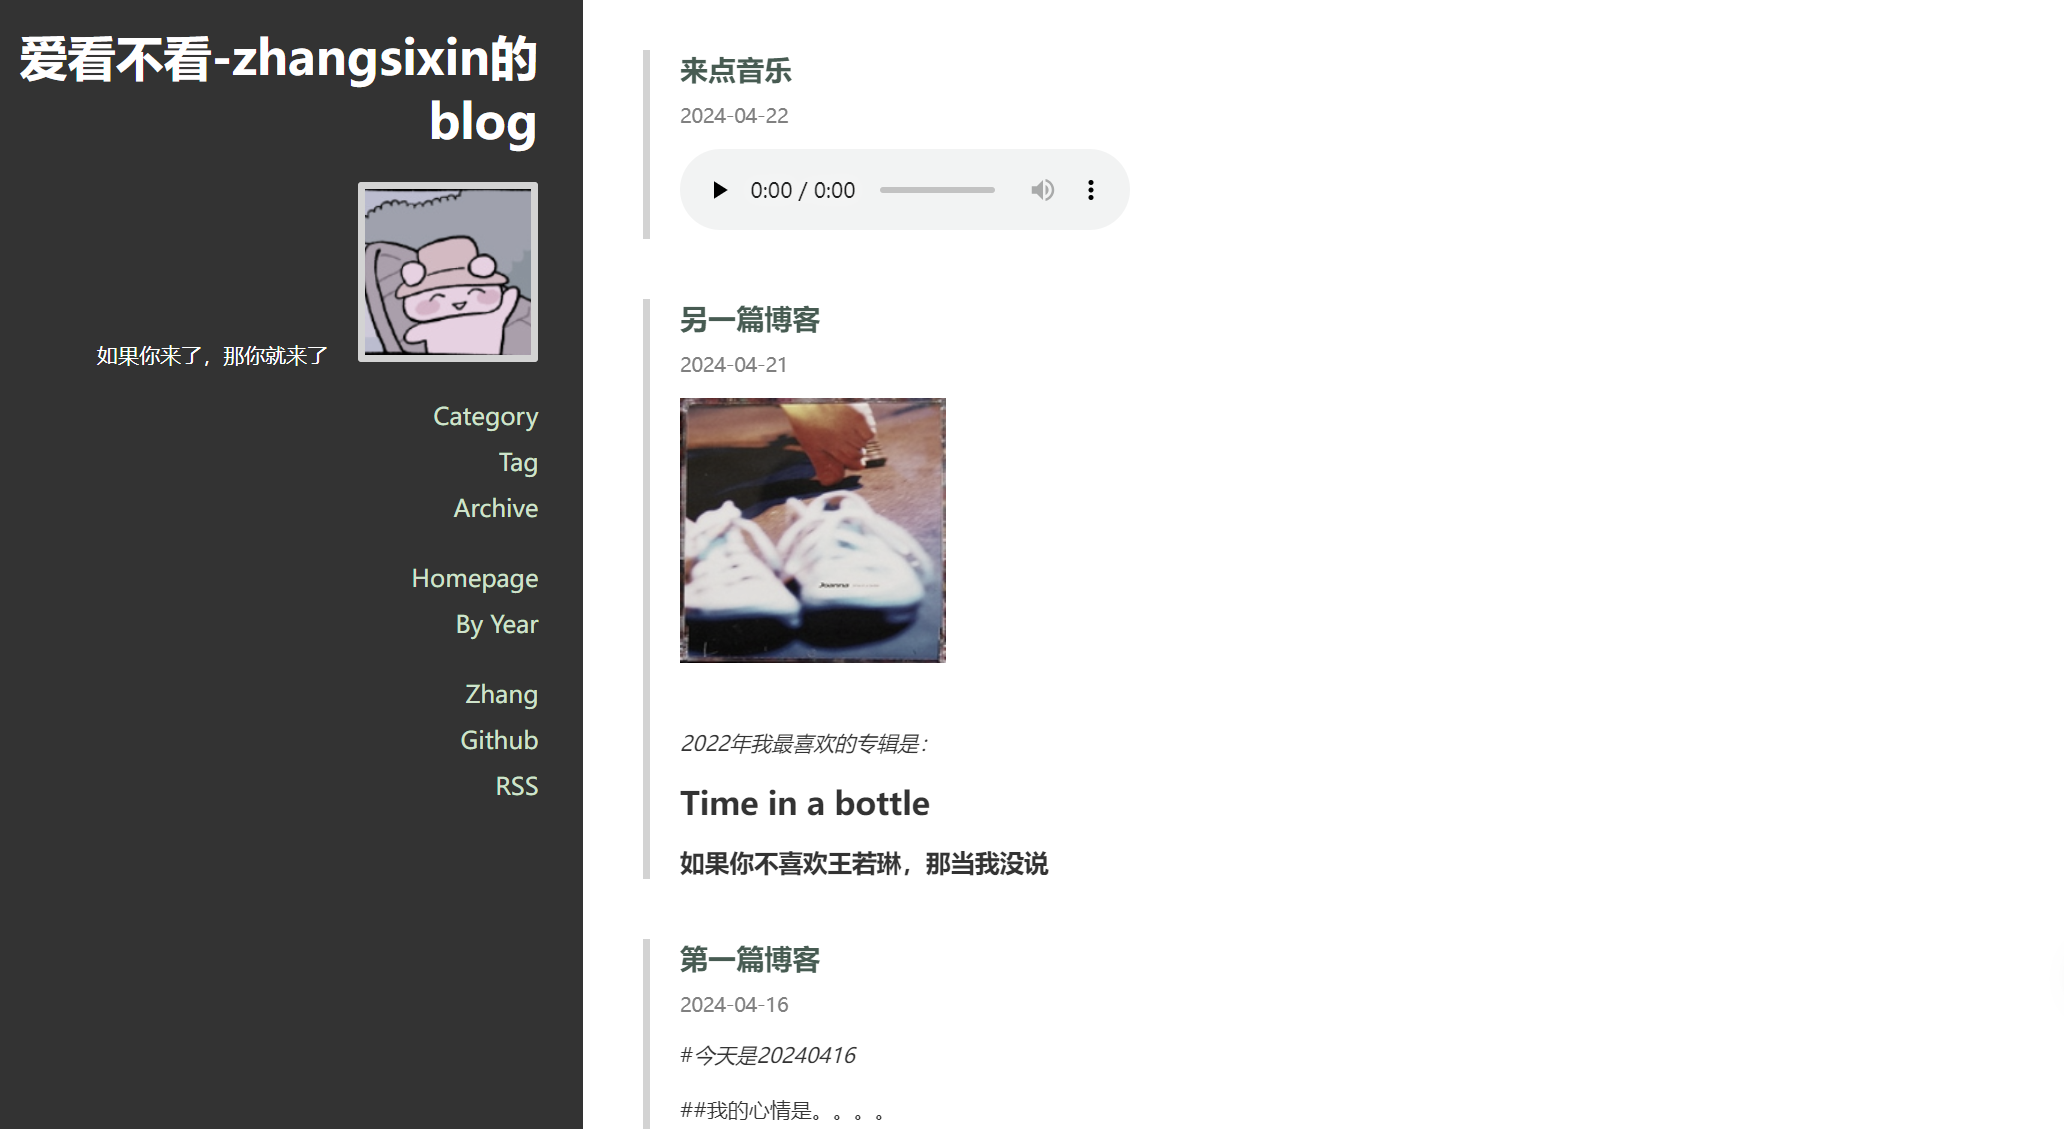 爱看不看-zhangsixin的
blog
如果你来了，那你就来了
Category
Tag
Archive
Homepage
By Year
Zhang
Github
RSS
来点音乐
2024-04-22
0:00 / 0:00
另一篇博客
2024-04-21
Joanna
2022年我最喜欢的专辑是：
Time in a bottle
如果你不喜欢王若琳，那当我没说
第一篇博客
2024-04-16
#今天是20240416
##我的心情是。。。。